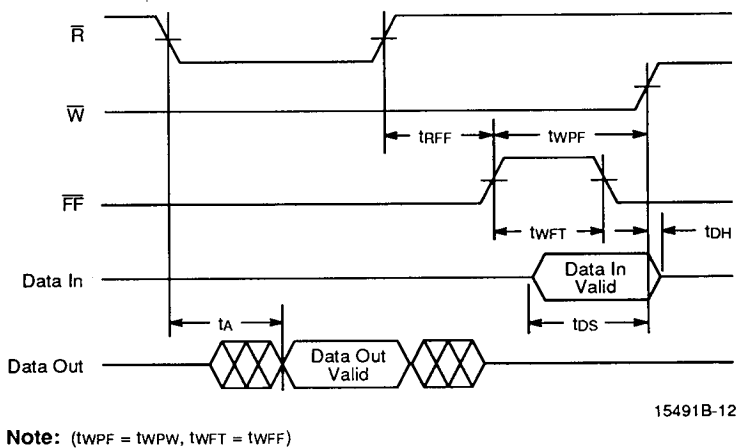 R
W
tRFF
tWPF
FF
tWFT
tDH
Data In
Data In
Valid
tA
tDS
Data Out
Data Out
Valid
15491B-12
Note: (tWPF = tWPW, tWFT = tWFF)